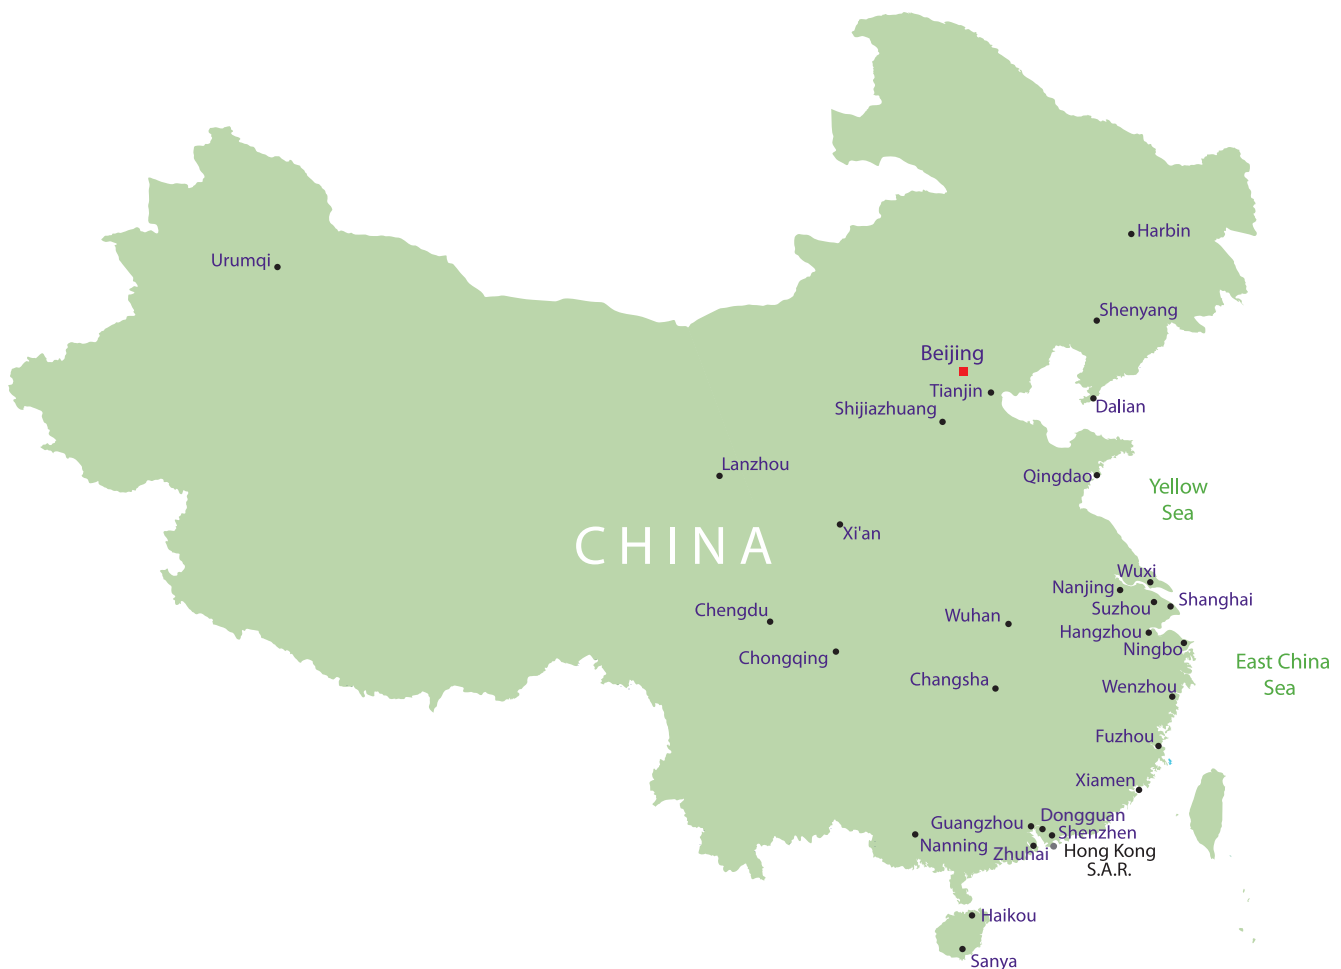 Harbin
Urumqi
Shenyang
Beijing
Tianjin
Dalian
Shijiazhuang
Lanzhou
Qingdao
Yellow
Sea
Xi'an
CHINA
Wuxi
Nanjing
Suzhou
Shanghai
Chengdu
Wuhan
Hangzhou
Ningbo
Chongqing
East China
Sea
Changsha
Wenzhou
Fuzhou
Xiamen
Dongguan
Guangzhou
Shenzhen
Nanning
Zhuhai
Hong Kong
S.A.R.
Haikou
Sanya